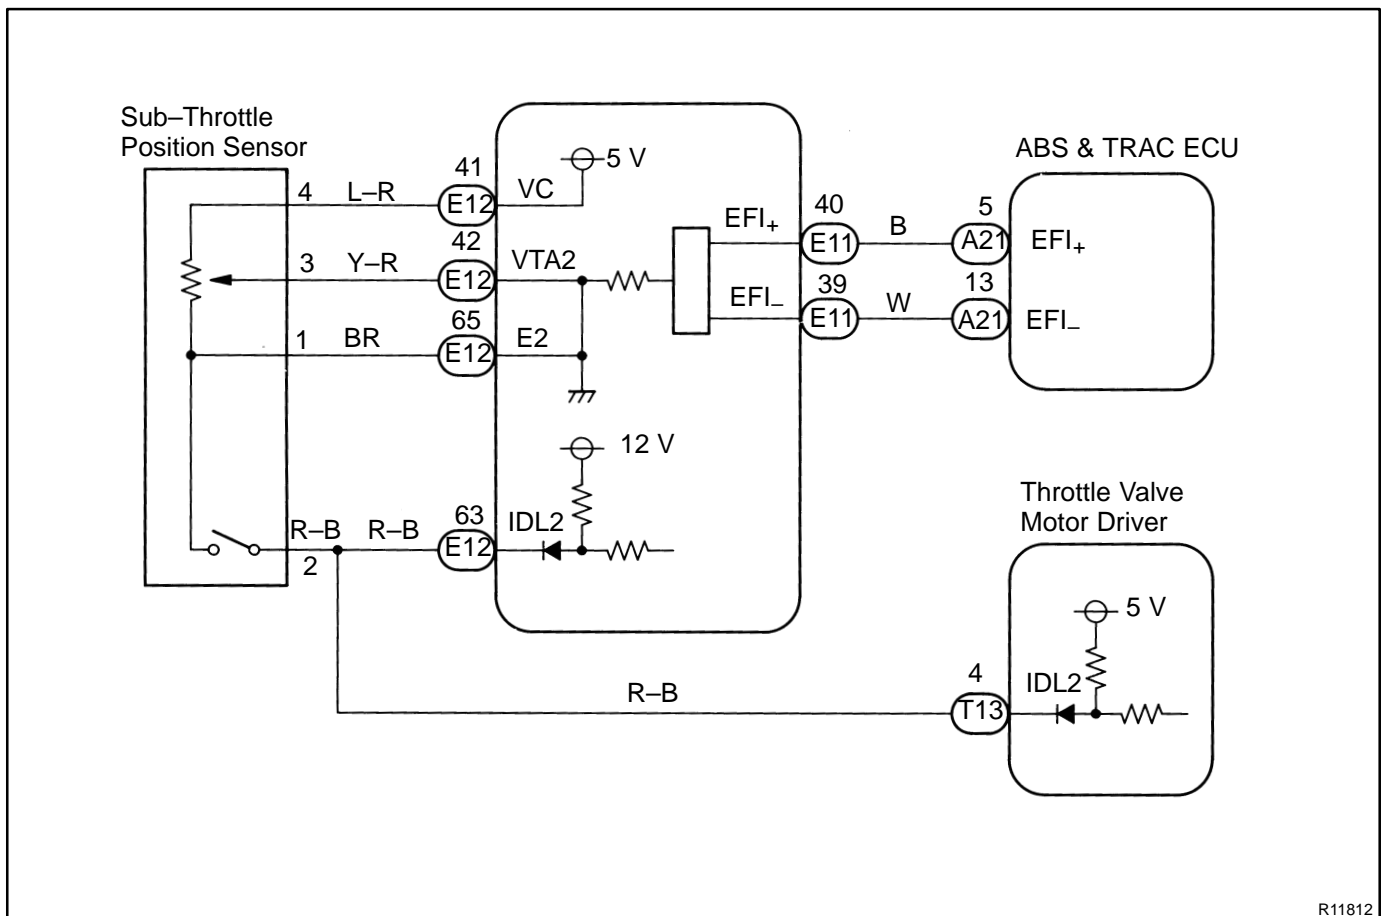 Sub–Throttle
Position Sensor
4 L–R 41 E12 VC 5 V
3 Y–R 42 E12 VTA2
1 BR 65 E12 E2
12 V
R–B R–B 63 E12 IDL2
2
EFI+ 40 E11 B 5 A21 EFI+
EFI– 39 E11 W 13 A21 EFI–
ABS & TRAC ECU
Throttle Valve
Motor Driver
5 V
R–B 4 T13 IDL2
R11812